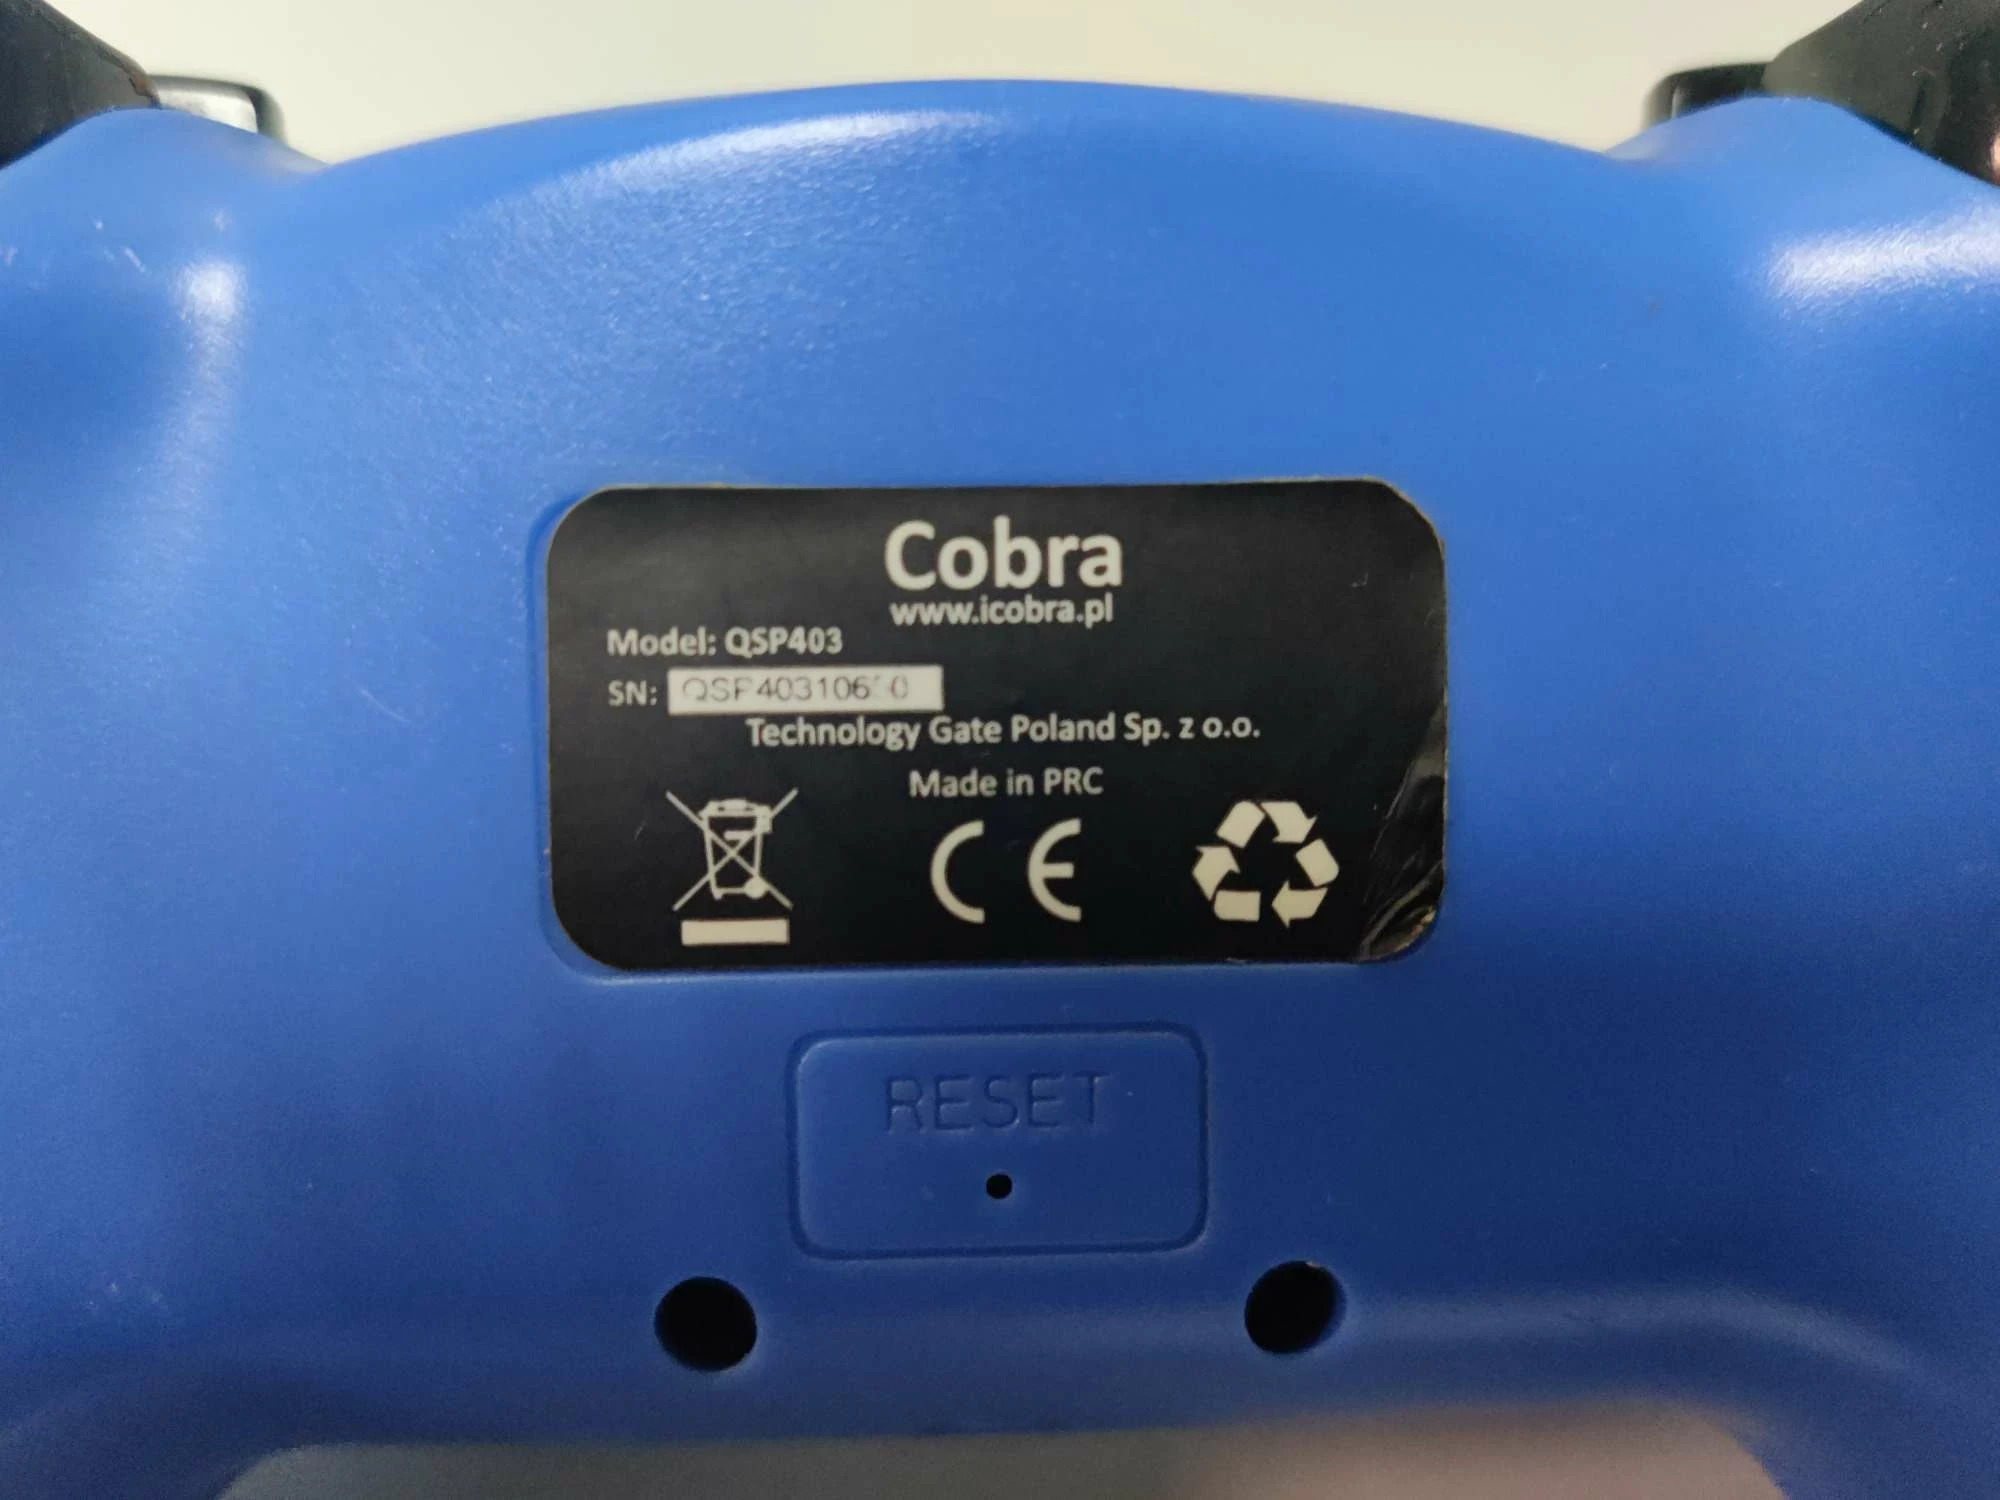 Cobra
www.icobra.pl
Model: QSP403
SN:
Technology Gate Poland Sp. z o.o.
Made in PRC
CE
RESET